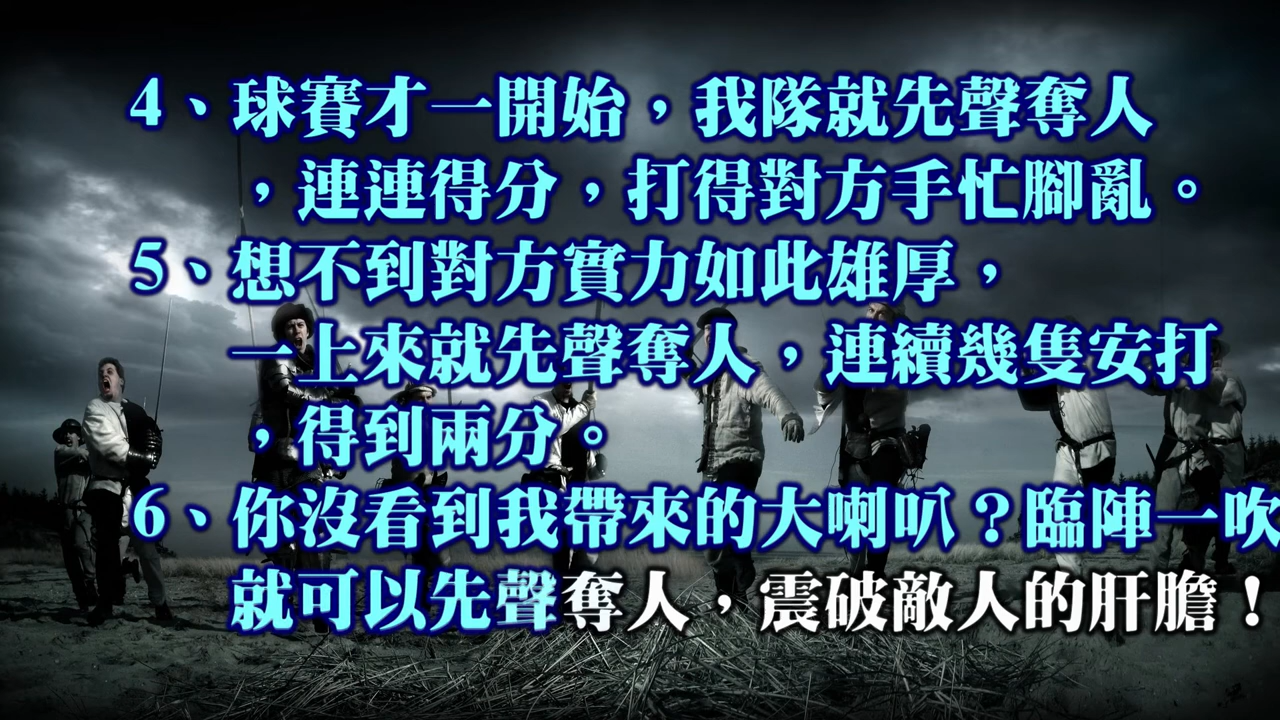 4、球賽才一開始，我隊就先聲奪人
，連連得分，打得對方手忙腳亂。
5、想不到對方實力如此雄厚，
一上來就先聲奪人，連續幾隻安打
，得到兩分。
6、你沒看到我帶來的大喇叭？臨陣一吹
就可以先聲奪人，震破敵人的肝膽！